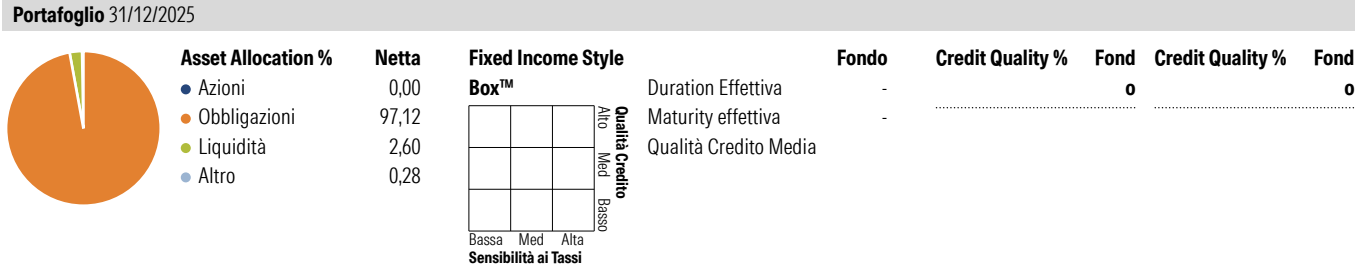 Portafoglio 31/12/2025
Asset Allocation % Netta
Azioni 0,00
Obbligazioni 97,12
Liquidità 2,60
Altro 0,28
Fixed Income Style
Box™
Alto Med Basso
Qualità Credito
Bassa Med Alta
Sensibilità ai Tassi
Fondo
Duration Effettiva -
Maturity effettiva -
Qualità Credito Media
Credit Quality % Fond Credit Quality % Fond
o o